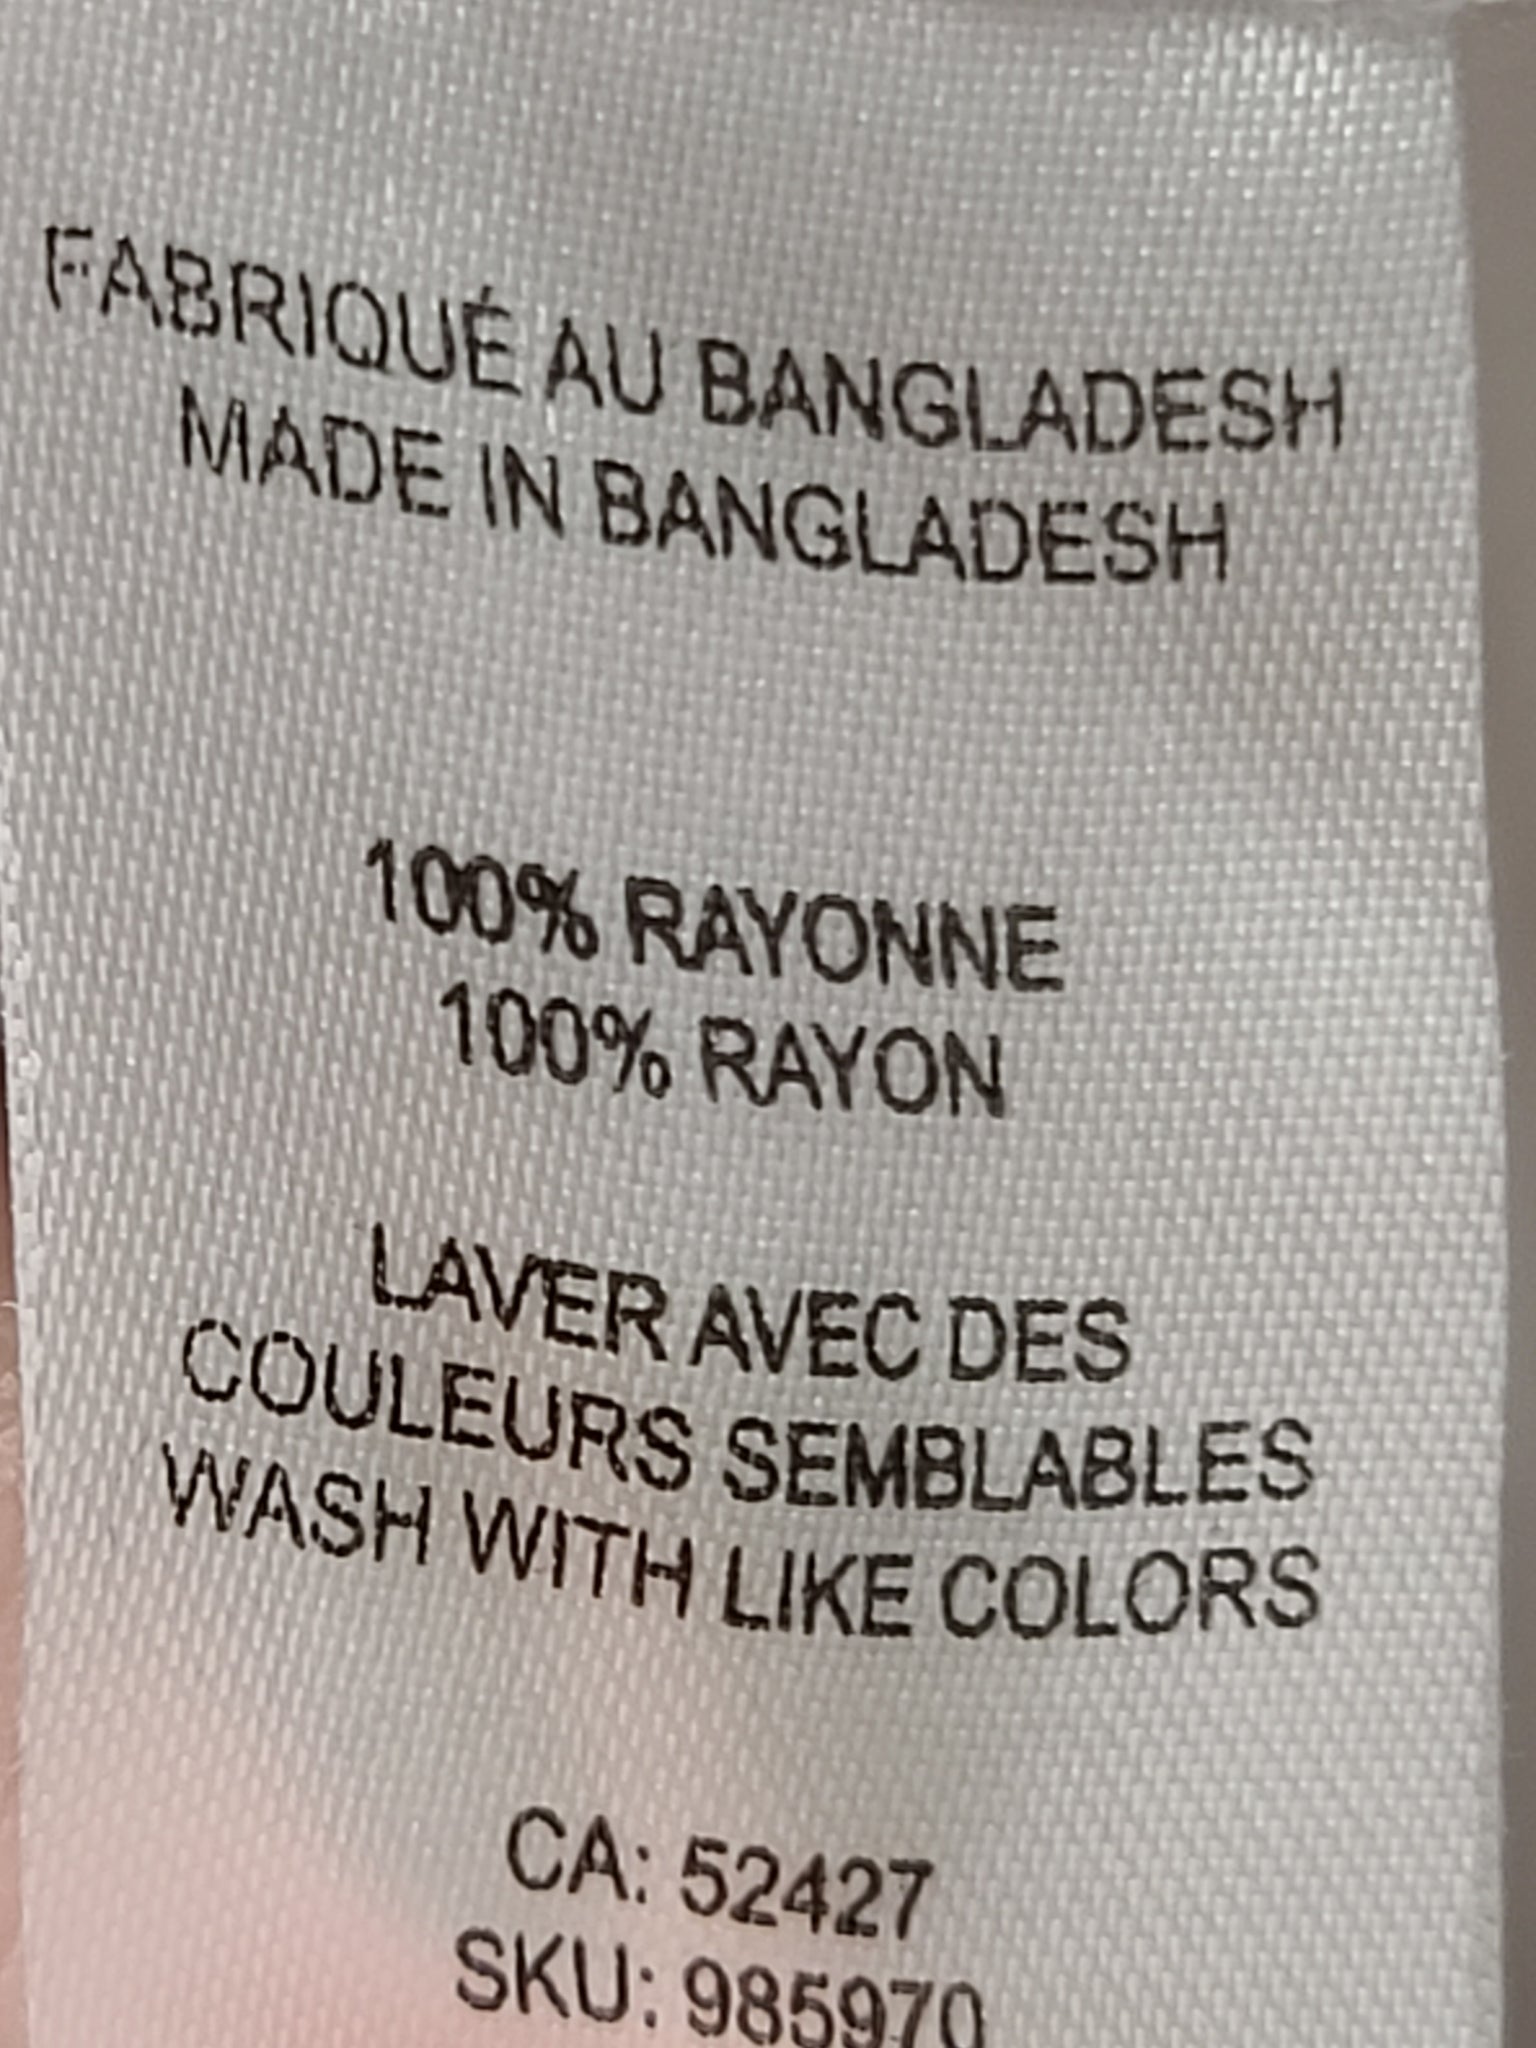 FABRIQUÉ AU BANGLADESH
MADE IN BANGLADESH
100% RAYONNE
100% RAYON
LAVER AVEC DES
COULEURS SEMBLABLES
WASH WITH LIKE COLORS
CA: 52427
SKU: 985970